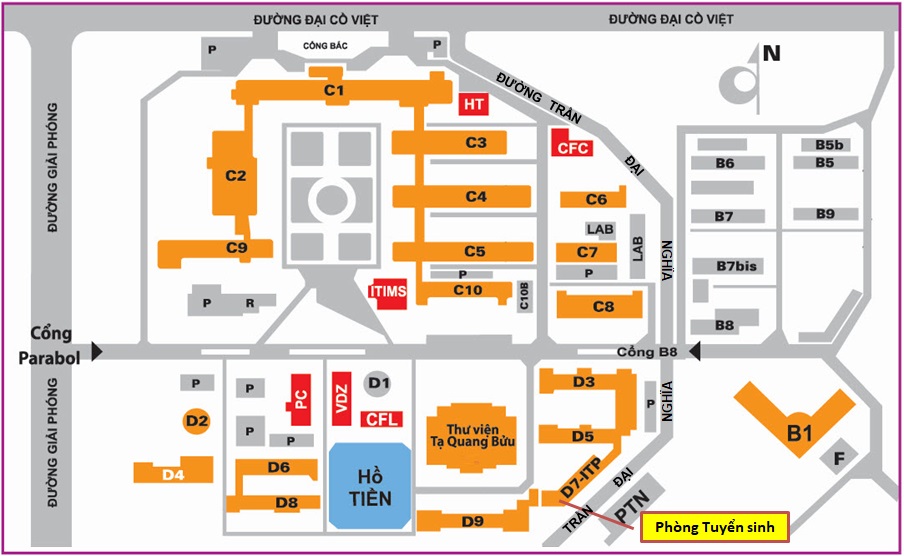 ĐƯỜNG ĐẠI CỒ VIỆT
ĐƯỜNG ĐẠI CỒ VIỆT
CỔNG BẮC
P
P
N
ĐƯỜNG GIẢI PHÓNG
C1
HT
ĐƯỜNG TRẦN ĐẠI NGHĨA
C3
CFC
B5b
B6
B5
C2
C4
C6
B7
B9
LAB
LAB
C9
C5
C7
P
P
B7bis
P
R
ITIMS
C10
C10B
C8
B8
Cổng
Parabol
Cổng B8
P
P
PC
VDZ
D1
CFL
D3
P
NGHĨA
D2
P
P
Thư viện
Tạ Quang Bửu
D5
B1
ĐƯỜNG GIẢI PHÓNG
D4
D6
Hồ
TIỀN
D7-ITP
TRẦN ĐẠI
F
D8
D9
PTN
Phòng Tuyển sinh